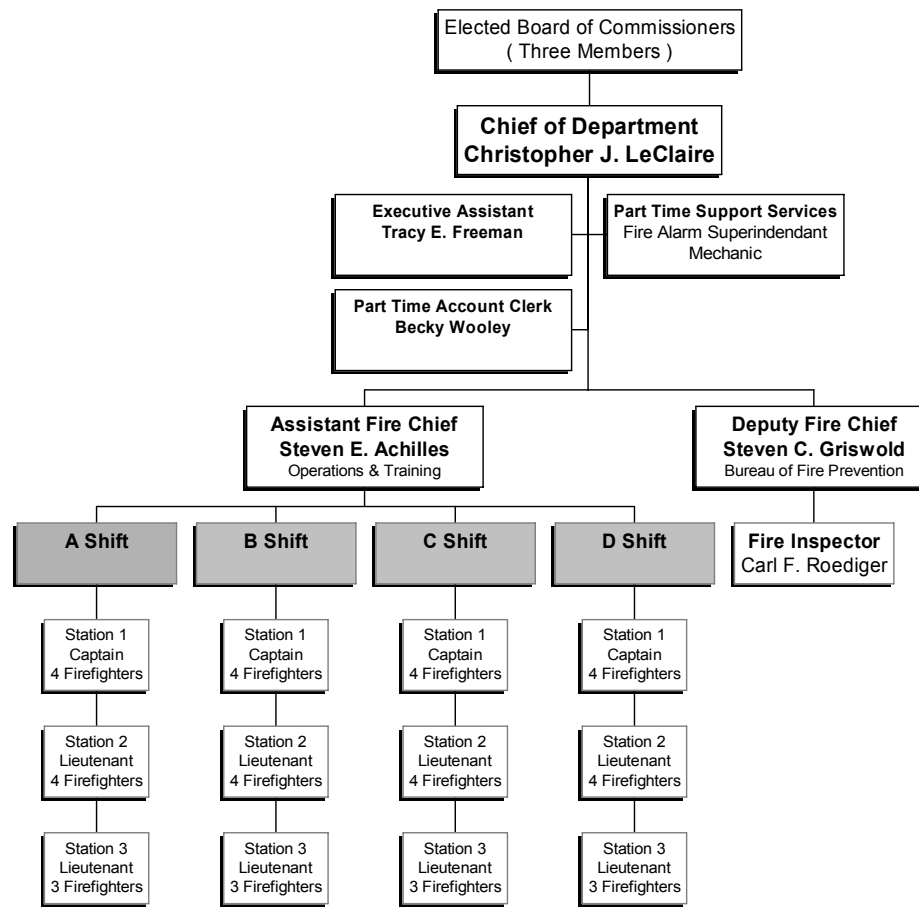 Elected Board of Commissioners
( Three Members )
Chief of Department
Christopher J. LeClaire
Executive Assistant
Tracy E. Freeman
Part Time Support Services
Fire Alarm Superindendant
Mechanic
Part Time Account Clerk
Becky Wooley
Assistant Fire Chief
Steven E. Achilles
Operations & Training
Deputy Fire Chief
Steven C. Griswold
Bureau of Fire Prevention
A Shift
B Shift
C Shift
D Shift
Fire Inspector
Carl F. Roediger
Station 1
Captain
4 Firefighters
Station 1
Captain
4 Firefighters
Station 1
Captain
4 Firefighters
Station 1
Captain
4 Firefighters
Station 2
Lieutenant
4 Firefighters
Station 2
Lieutenant
4 Firefighters
Station 2
Lieutenant
4 Firefighters
Station 2
Lieutenant
4 Firefighters
Station 3
Lieutenant
3 Firefighters
Station 3
Lieutenant
3 Firefighters
Station 3
Lieutenant
3 Firefighters
Station 3
Lieutenant
3 Firefighters